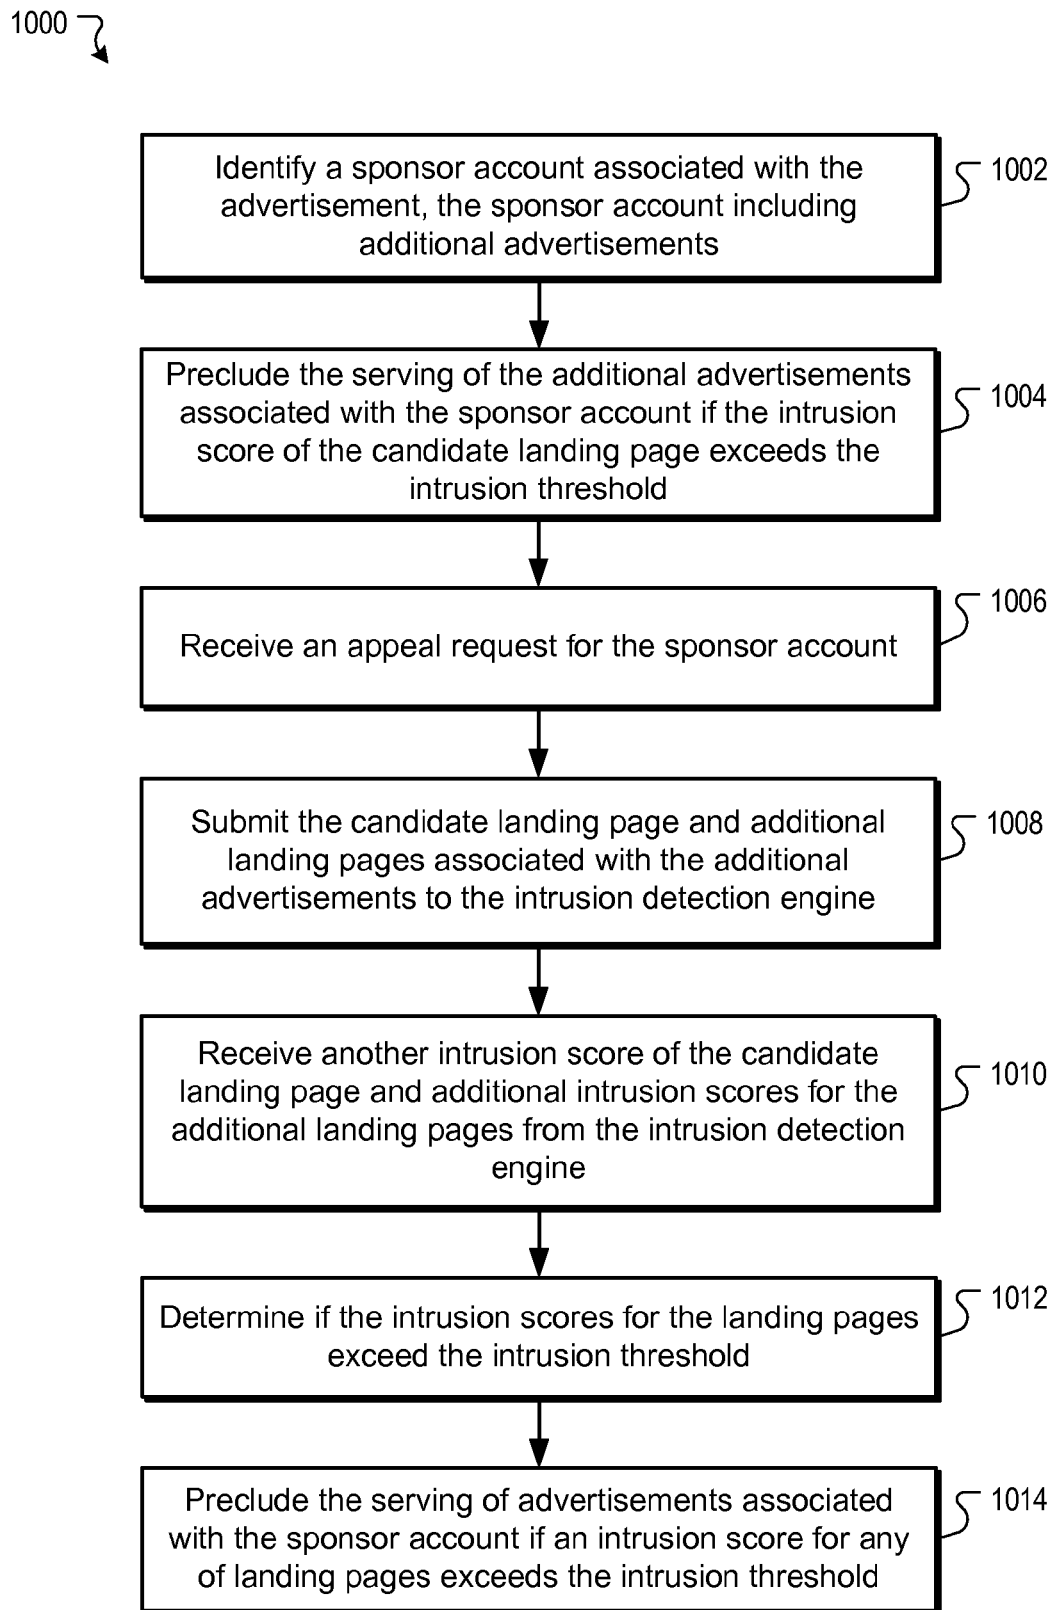 1000
Identify a sponsor account associated with the
advertisement, the sponsor account including
additional advertisements
1002
Preclude the serving of the additional advertisements
associated with the sponsor account if the intrusion
score of the candidate landing page exceeds the
intrusion threshold
1004
Receive an appeal request for the sponsor account
1006
Submit the candidate landing page and additional
landing pages associated with the additional
advertisements to the intrusion detection engine
1008
Receive another intrusion score of the candidate
landing page and additional intrusion scores for the
additional landing pages from the intrusion detection
engine
1010
Determine if the intrusion scores for the landing pages
exceed the intrusion threshold
1012
Preclude the serving of advertisements associated
with the sponsor account if an intrusion score for any
of landing pages exceeds the intrusion threshold
1014